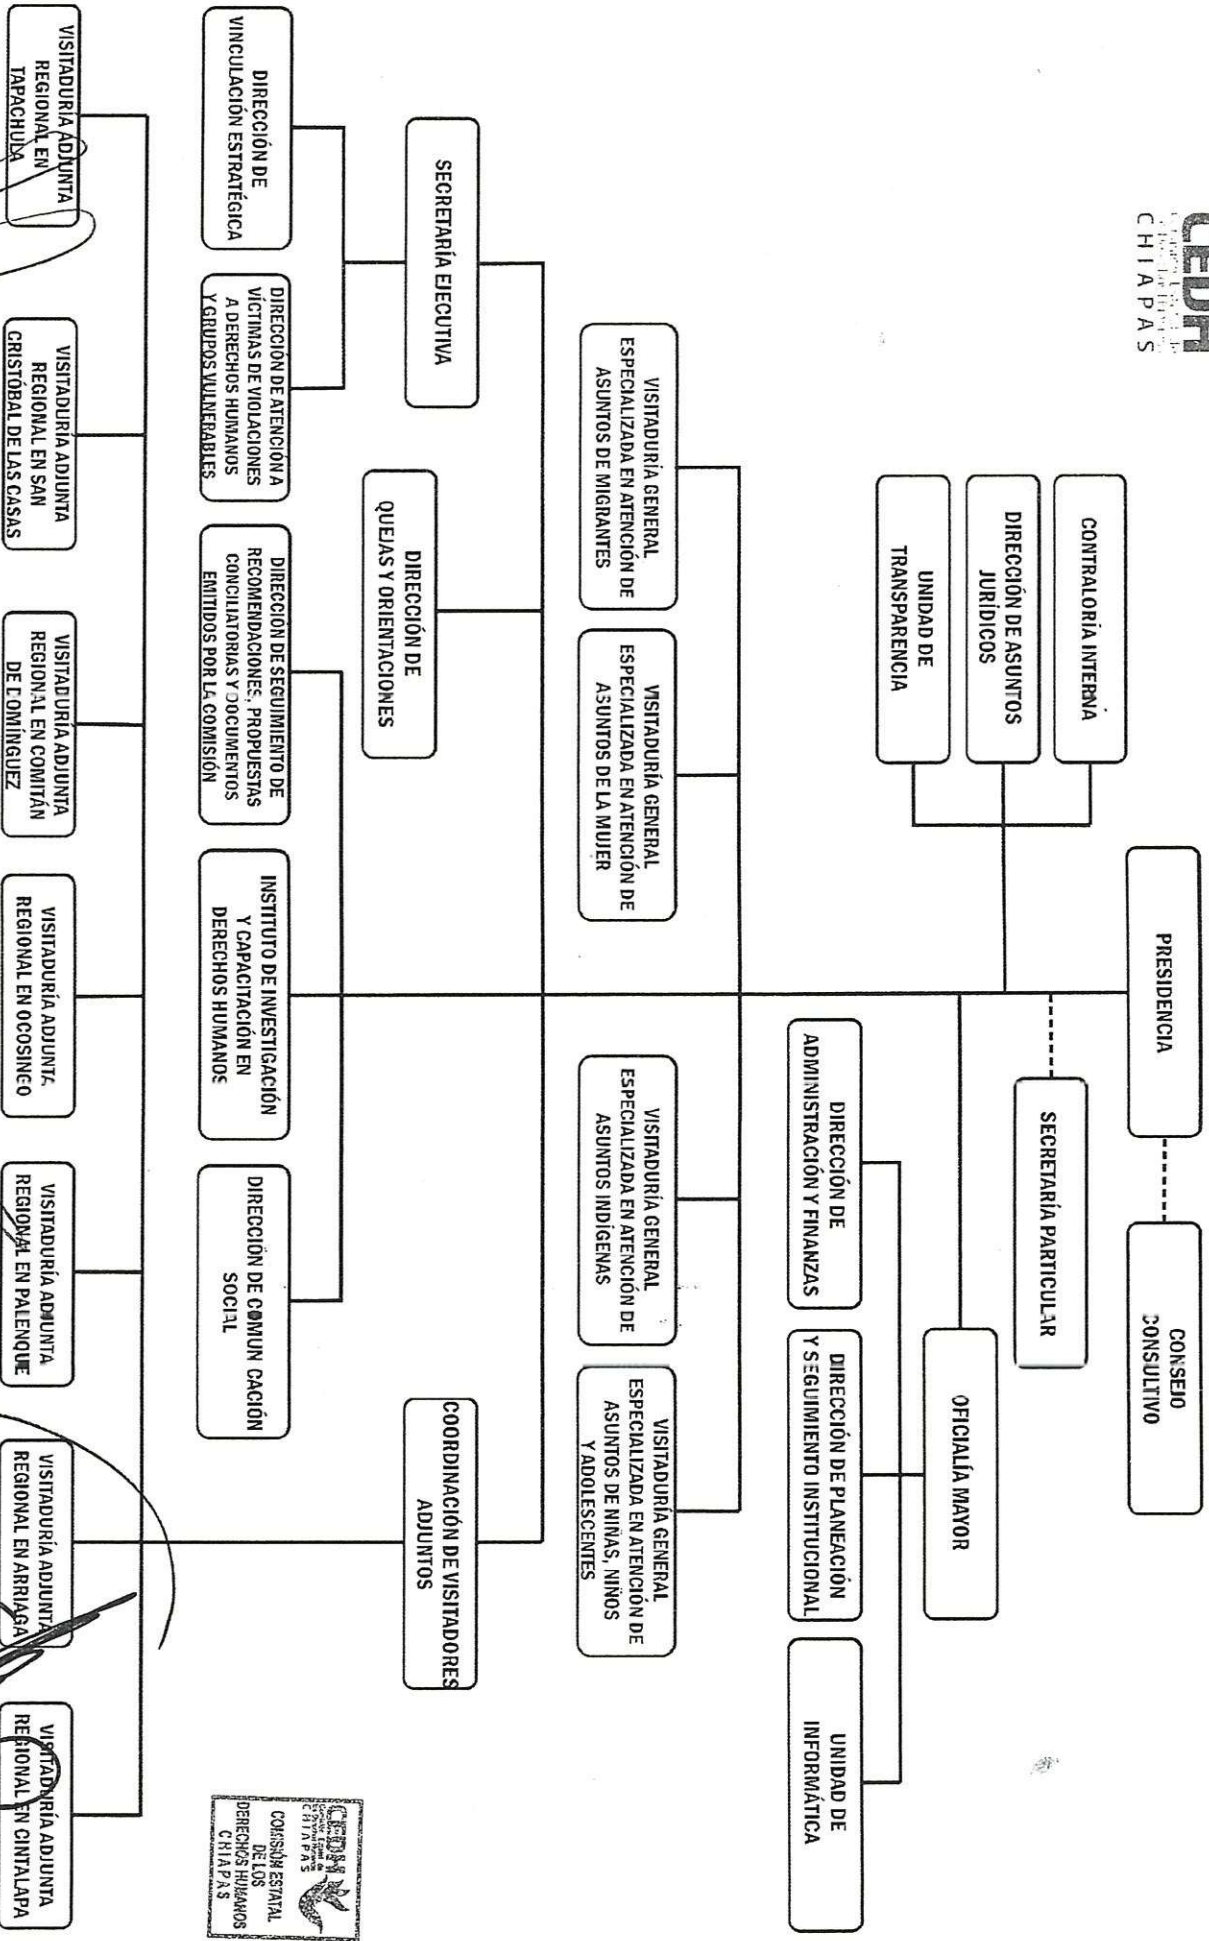 CEDH
CHIAPAS
PRESIDENCIA
CONSEJO
CONSULTIVO
SECRETARÍA PARTICULAR
CONTRALORÍA INTERNA
DIRECCIÓN DE ASUNTOS
JURÍDICOS
UNIDAD DE
TRANSPARENCIA
OFICIALÍA MAYOR
DIRECCIÓN DE
ADMINISTRACIÓN Y FINANZAS
DIRECCIÓN DE PLANEACIÓN
Y SEGUIMIENTO INSTITUCIONAL
UNIDAD DE
INFORMÁTICA
VISITADURÍA GENERAL
ESPECIALIZADA EN ATENCIÓN DE
ASUNTOS DE MIGRANTES
VISITADURÍA GENERAL
ESPECIALIZADA EN ATENCIÓN DE
ASUNTOS DE LA MUJER
VISITADURÍA GENERAL
ESPECIALIZADA EN ATENCIÓN DE
ASUNTOS INDÍGENAS
VISITADURÍA GENERAL
ESPECIALIZADA EN ATENCIÓN DE
ASUNTOS DE NIÑAS, NIÑOS
Y ADOLESCENTES
SECRETARÍA EJECUTIVA
DIRECCIÓN DE
QUEJAS Y ORIENTACIONES
COORDINACIÓN DE VISITADORES
ADJUNTOS
DIRECCIÓN DE
VINCULACIÓN ESTRATÉGICA
DIRECCIÓN DE ATENCIÓN A
VÍCTIMAS DE VIOLACIONES
A DERECHOS HUMANOS
Y GRUPOS VULNERABLES
DIRECCIÓN DE SEGUIMIENTO DE
RECOMENDACIONES, PROPUESTAS
CONCILIATORIAS Y DOCUMENTOS
EMITIDOS POR LA COMISIÓN
INSTITUTO DE INVESTIGACIÓN
Y CAPACITACIÓN EN
DERECHOS HUMANOS
DIRECCIÓN DE COMUN CACIÓN
SOCIAL
VISITADURÍA ADJUNTA
REGIONAL EN
TAPACHULA
VISITADURÍA ADJUNTA
REGIONAL EN SAN
CRISTÓBAL DE LAS CASAS
VISITADURÍA ADJUNTA
REGIONAL EN COMITÁN
DE DOMÍNGUEZ
VISITADURÍA ADJUNTA
REGIONAL EN OCOSINGO
VISITADURÍA ADJUNTA
REGIONAL EN PALENQUE
VISITADURÍA ADJUNTA
REGIONAL EN ARRIAGA
VISITADURÍA ADJUNTA
REGIONAL EN CINTALAPA
CHIAPAS
COMISIÓN ESTATAL
DE LOS
DERECHOS HUMANOS
CHIAPAS